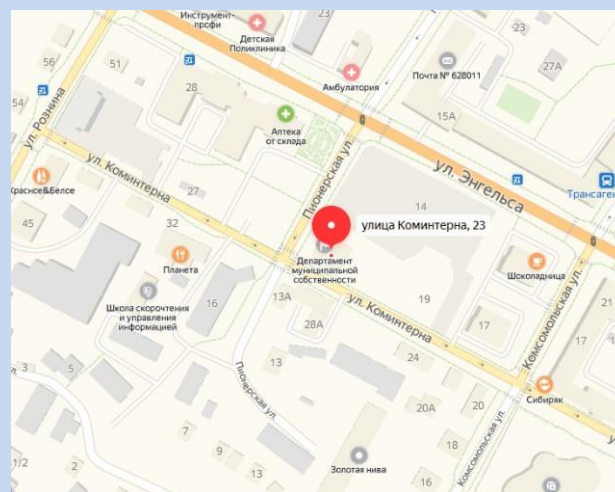 Инструмент-
профи
23
Детская
Поликлиника
23
56
51
28
Амбулатория
Почта № 628011
27А
54
ул. Рознина
Аптека
от склада
15А
ул. Коминтерна
Пионерская ул.
ул. Энгельса
Трансаген
27
14
45
32
улица Коминтерна, 23
Планета
Департамент
муниципальной
собственности
Шоколадница
Школа скорочтения
и управления
информацией
16
13А
28А
ул. Коминтерна
19
17
Комсомольская ул.
21
17
3
5
13
24
Пионерская ул.
Сибиряк
20А
20
7
9
13
18
16
Комсомольская ул.
1/2
2
Золотая нива